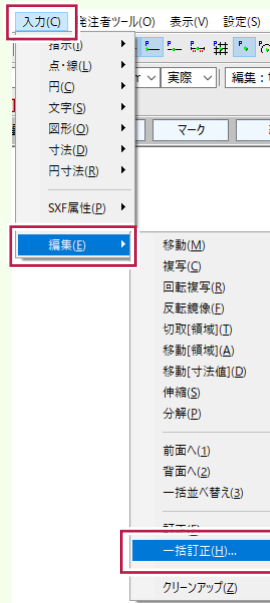 入力(C) 発注者ツール(O) 表示(V) 設定(S)
指示(I)
実際 編集：
点・線(L)
円(C)
文字(S)
図形(O) マーク
寸法(D)
円寸法(R)
SXF属性(P)
編集(E)
移動(M)
複写(C)
回転複写(R)
反転鏡像(F)
切取[領域](T)
移動[領域](A)
移動[寸法値](D)
伸縮(S)
分解(P)
前面へ(1)
背面へ(2)
一括並べ替え(3)
一括訂正(H)...
クリーンアップ(Z)